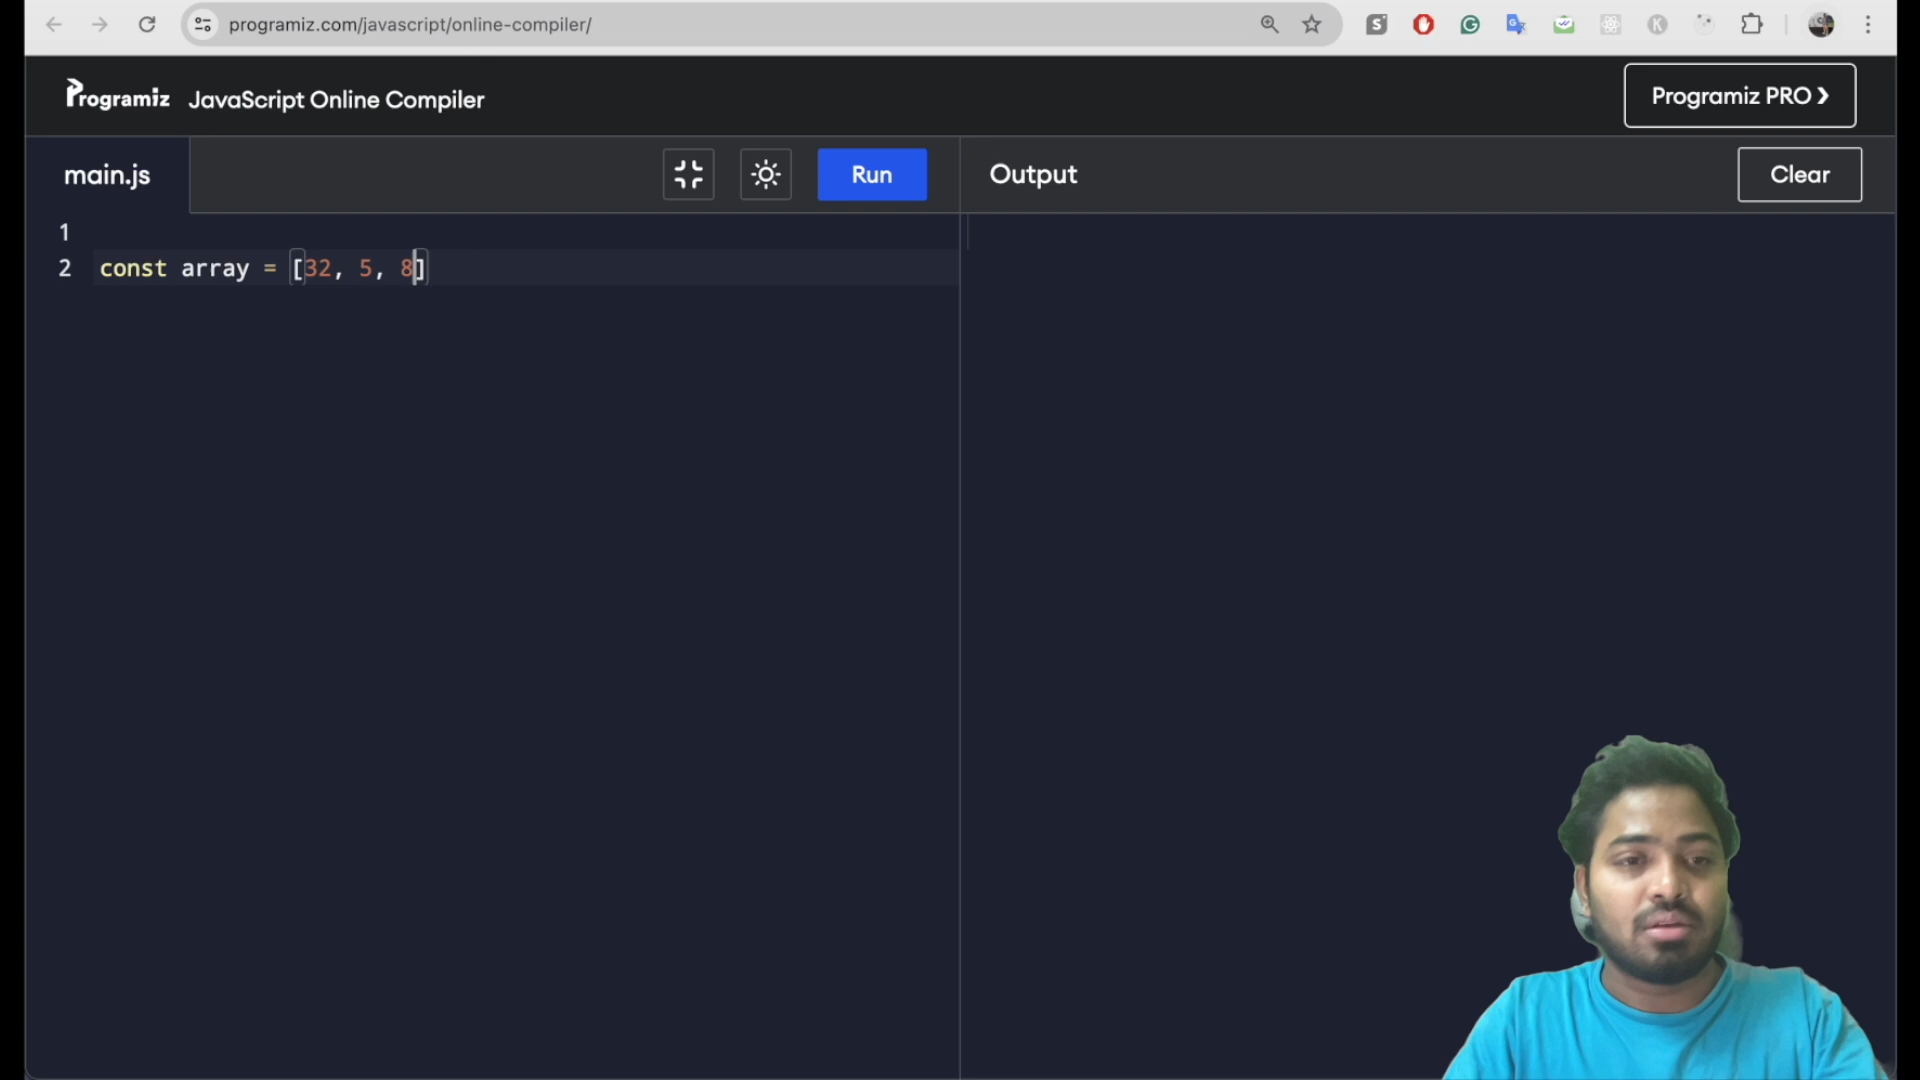 programiz.com/javascript/online-compiler/
Programiz JavaScript Online Compiler
Programiz PRO ❯
main.js
Run
Output
Clear
1
2 const array = [32, 5, 8]